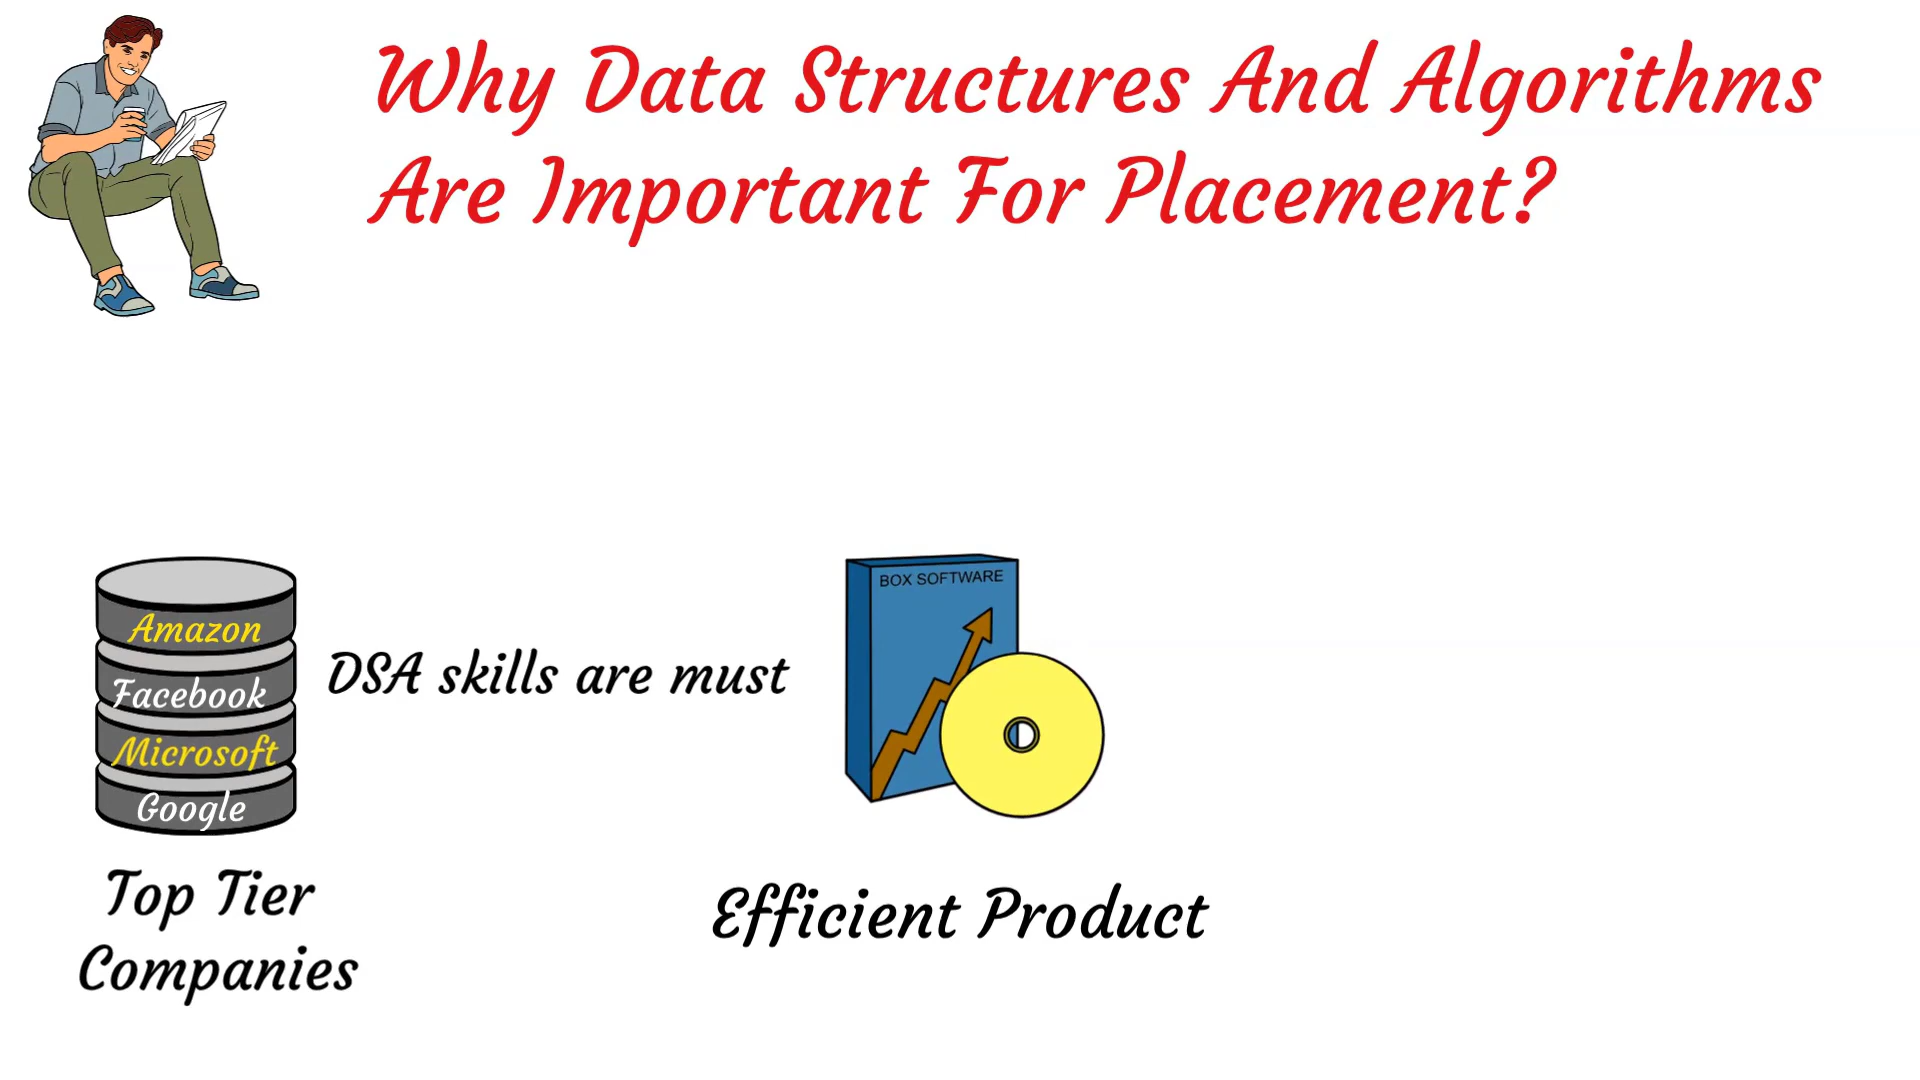 Why Data Structures And Algorithms
Are Important For Placement?
BOX SOFTWARE
Amazon
Facebook
Microsoft
Google
DSA skills are must
Top Tier
Companies
Efficient Product